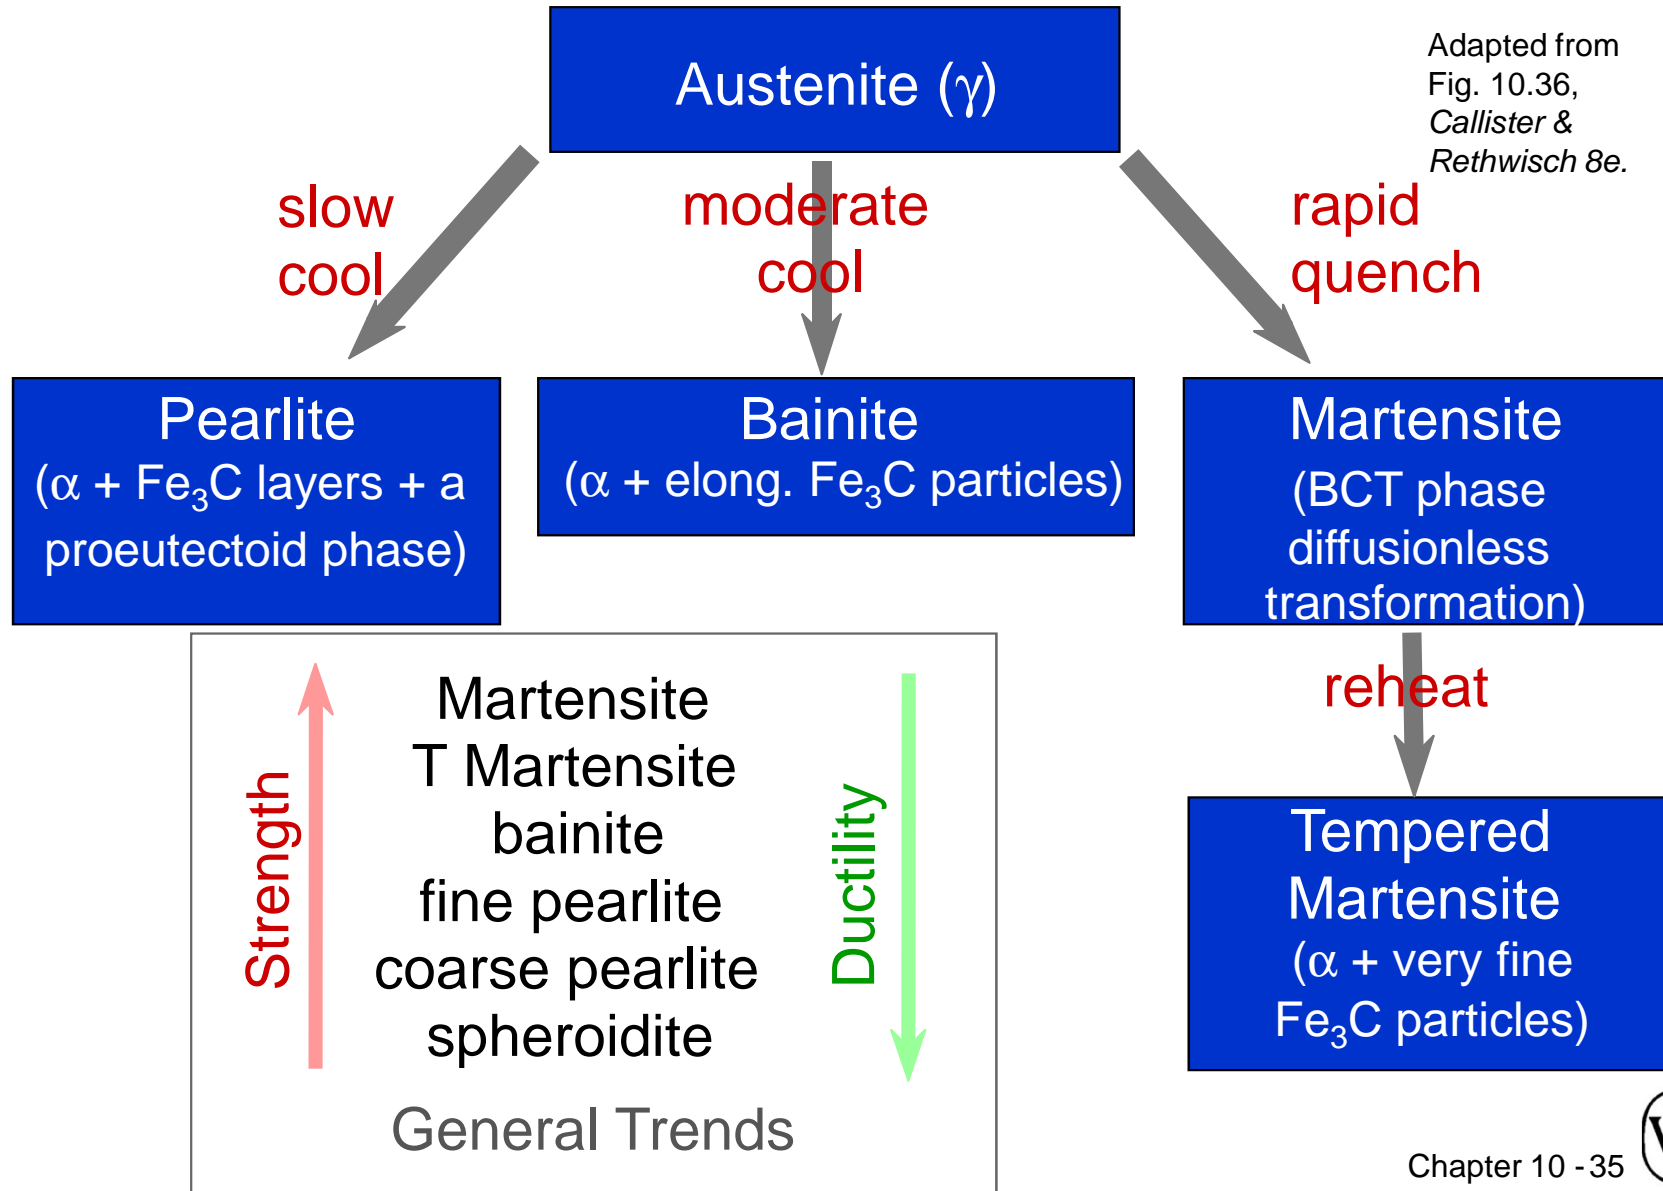 Austenite (γ)
Adapted from
Fig. 10.36,
Callister &
Rethwisch 8e.
slow
cool
moderate
cool
rapid
quench
Pearlite
(α + Fe₃C layers + a
proeutectoid phase)
Bainite
(α + elong. Fe₃C particles)
Martensite
(BCT phase
diffusionless
transformation)
reheat
Tempered
Martensite
(α + very fine
Fe₃C particles)
Strength
Martensite
T Martensite
bainite
fine pearlite
coarse pearlite
spheroidite
Ductility
General Trends
Chapter 10 - 35